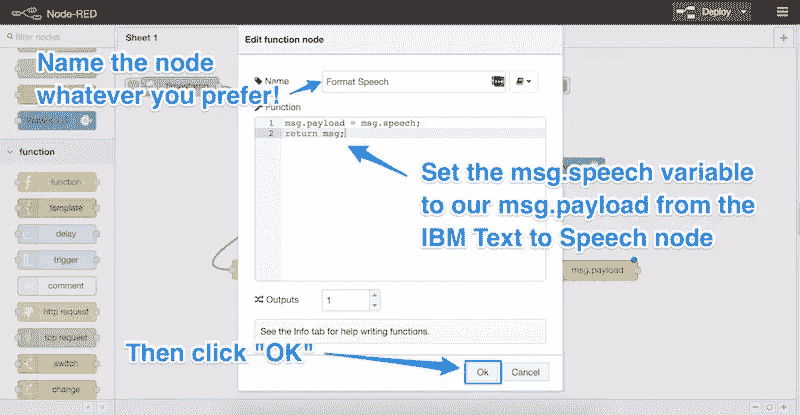 Node-RED
Deploy
filter nodes
Sheet 1
Edit function node
Name the node
whatever you prefer!
Name
Format Speech
Function
1 msg.payload = msg.speech;
2 return msg;
Set the msg.speech variable
to our msg.payload from the
IBM Text to Speech node
function
function
template
delay
trigger
comment
http request
tcp request
switch
change
msg.payload
Outputs
1
See the Info tab for help writing functions.
Then click "OK"
Ok
Cancel